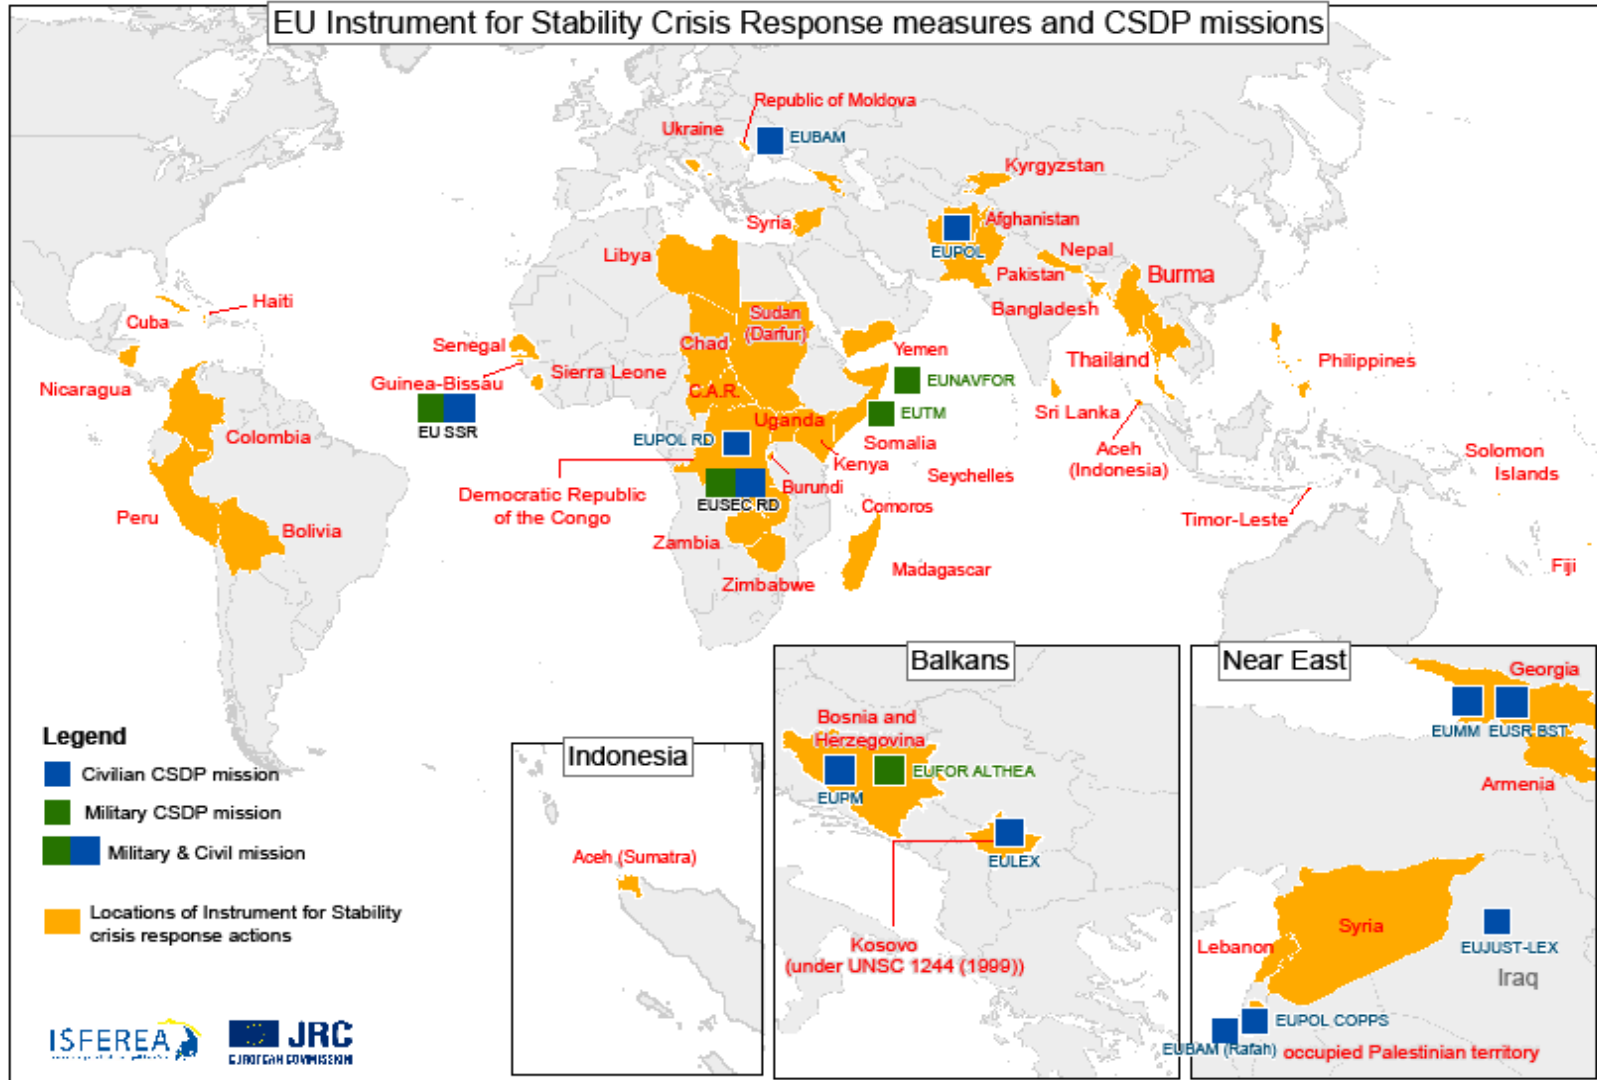 EU Instrument for Stability Crisis Response measures and CSDP missions
Republic of Moldova
Ukraine
EUBAM
Kyrgyzstan
Syria
Afghanistan
EUPOL
Nepal
Libya
Pakistan
Burma
Bangladesh
Haiti
Cuba
Sudan
(Darfur)
Senegal
Chad
Yemen
Thailand
Philippines
Nicaragua
Guinea-Bissau
Sierra Leone
EUNAVFOR
C.A.R.
EU SSR
Uganda
EUTM
Sri Lanka
Colombia
EUPOL RD
Somalia
Aceh
(Indonesia)
Solomon
Islands
Kenya
Seychelles
Democratic Republic
of the Congo
Burundi
EUSEC RD
Comoros
Peru
Bolivia
Timor-Leste
Zambia
Zimbabwe
Madagascar
Fiji
Legend
Civilian CSDP mission
Military CSDP mission
Military & Civil mission
Locations of Instrument for Stability
crisis response actions
ISFEREA
JRC
EUROPEAN COMMISSION
Indonesia
Aceh (Sumatra)
Balkans
Bosnia and
Herzegovina
EUFOR ALTHEA
EUPM
EULEX
Kosovo
(under UNSC 1244 (1999))
Near East
Georgia
EUMM
EUSR BST
Armenia
Syria
Lebanon
EUJUST-LEX
Iraq
EUPOL COPPS
EUBAM (Rafah)
occupied Palestinian territory